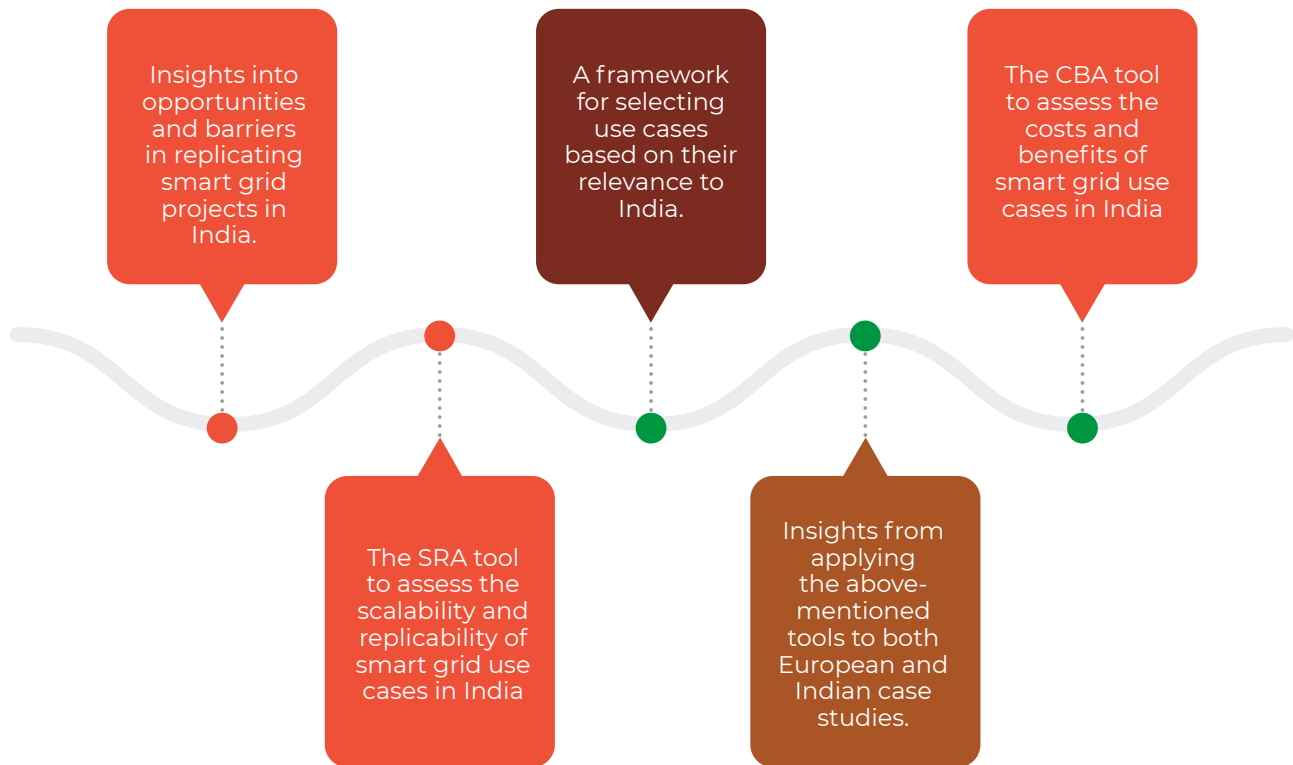 Insights into
opportunities
and barriers
in replicating
smart grid
projects in
India.
A framework
for selecting
use cases
based on their
relevance to
India.
The CBA tool
to assess the
costs and
benefits of
smart grid use
cases in India
The SRA tool
to assess the
scalability and
replicability of
smart grid use
cases in India
Insights from
applying
the above-
mentioned
tools to both
European and
Indian case
studies.